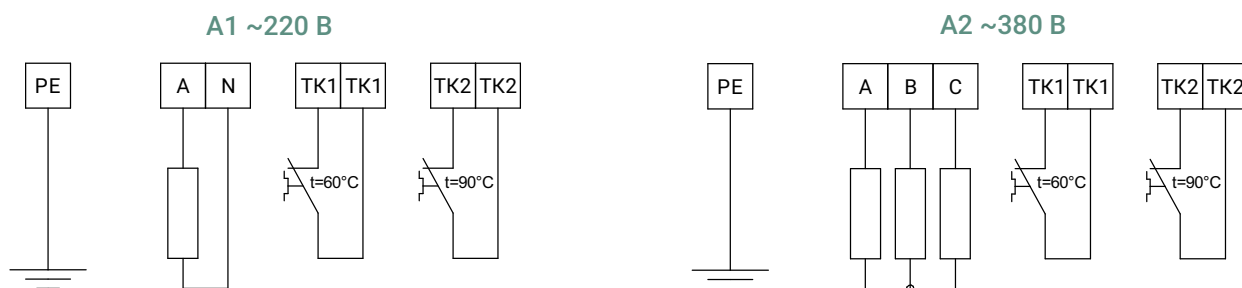 A1 ~220 В
A2 ~380 В
PE A N TK1 TK1 TK2 TK2
PE A B C TK1 TK1 TK2 TK2
t=60°C t=90°C
t=60°C t=90°C